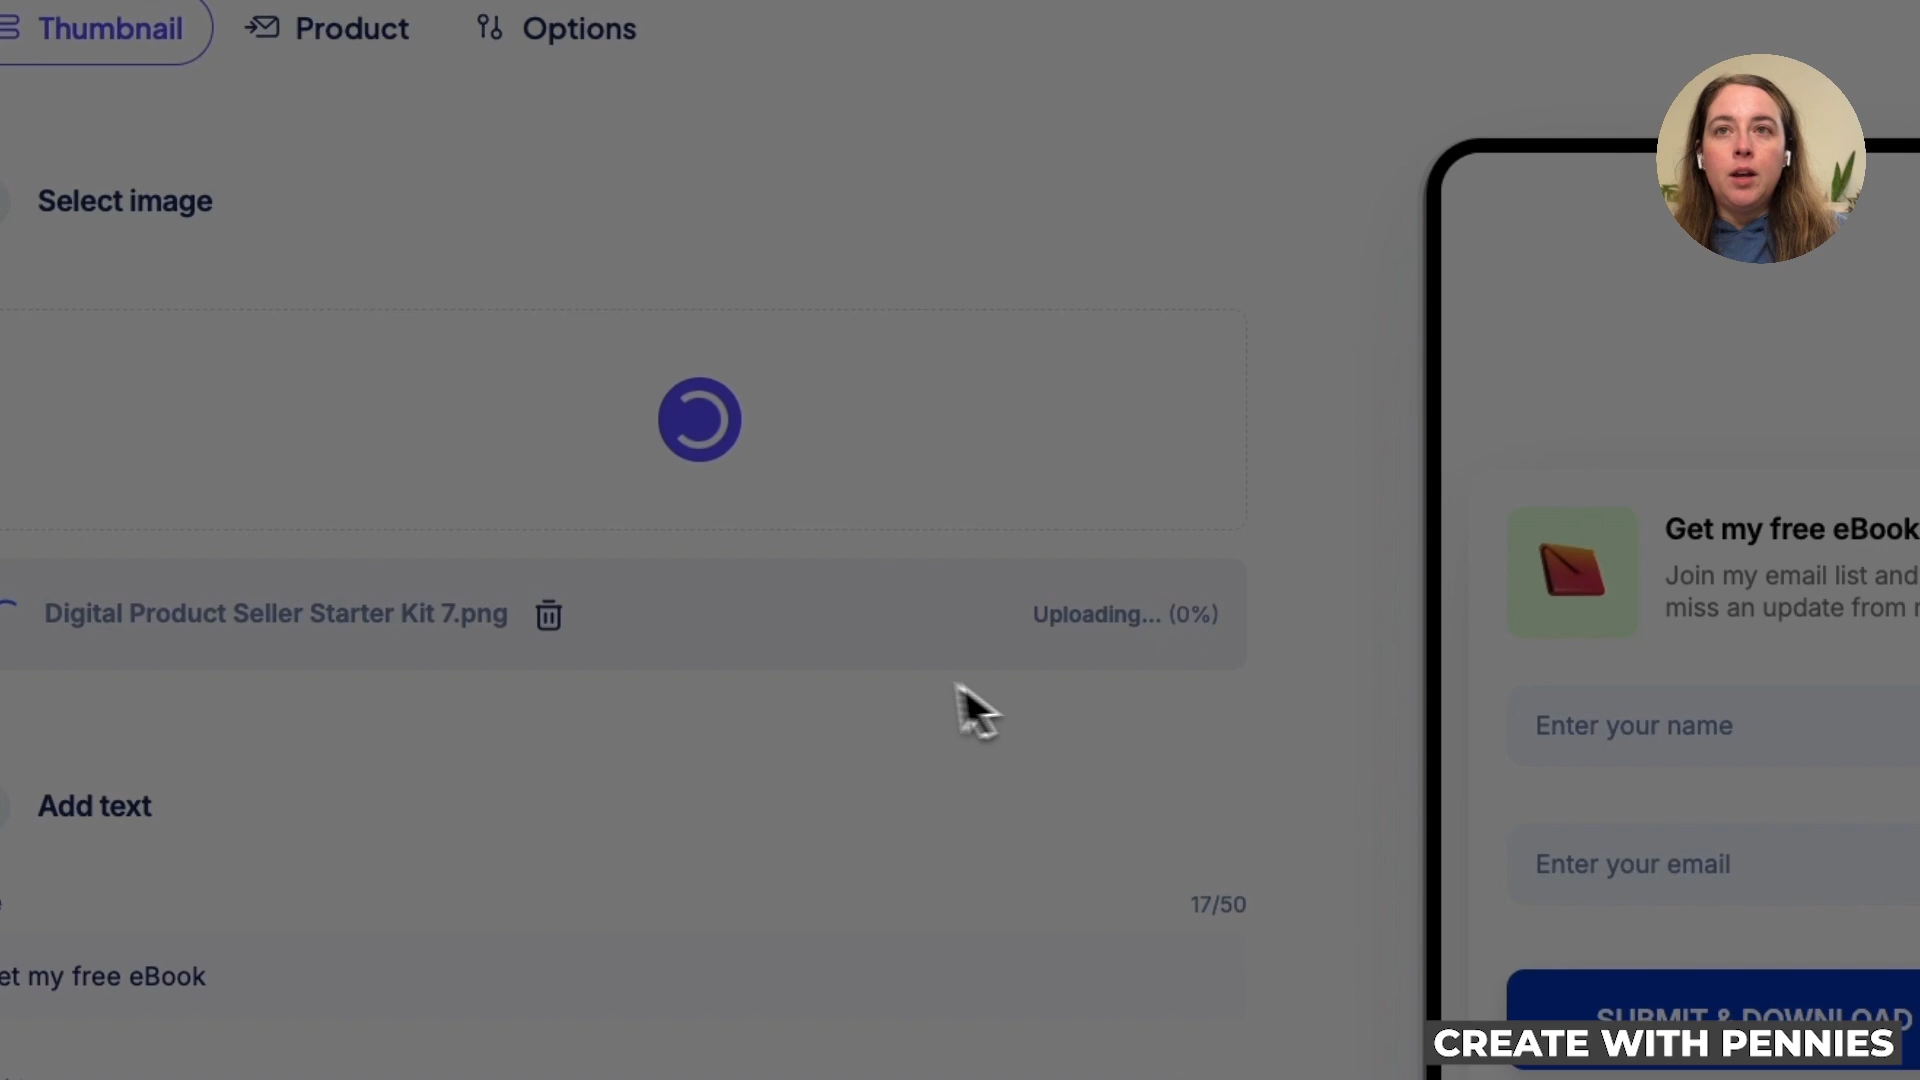 Thumbnail
Product
Options
Select image
Digital Product Seller Starter Kit 7.png
Uploading... (0%)
Add text
17/50
et my free eBook
Get my free eBook
Join my email list and
miss an update from
Enter your name
Enter your email
SUBMIT & DOWNLOAD
CREATE WITH PENNIES